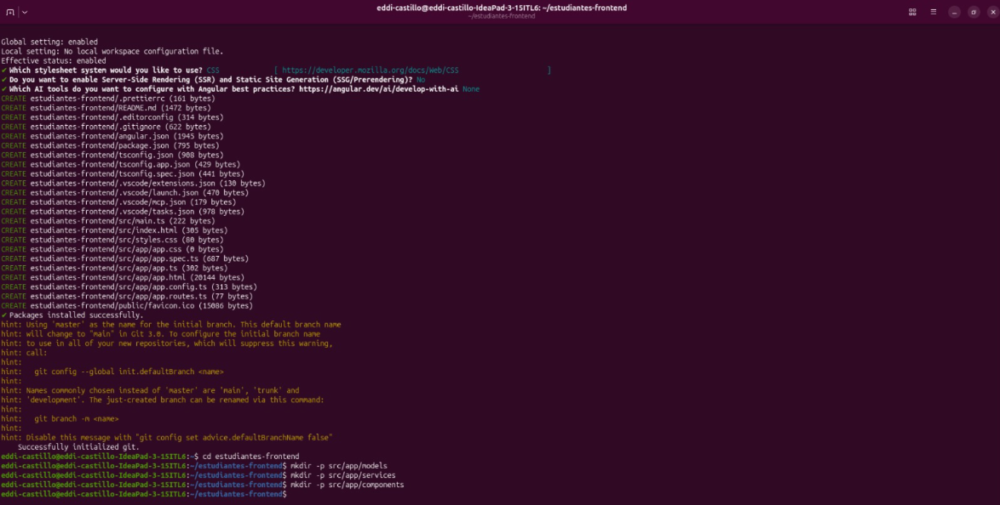 eddi-castillo@eddi-castillo-IdeaPad-3-15ITL6: ~/estudiantes-frontend
~/estudiantes-frontend
Global setting: enabled
Local setting: No local workspace configuration file.
Effective status: enabled
✔ Which stylesheet system would you like to use? CSS             [ https://developer.mozilla.org/docs/Web/CSS                     ]
✔ Do you want to enable Server-Side Rendering (SSR) and Static Site Generation (SSG/Prerendering)? No
✔ Which AI tools do you want to configure with Angular best practices? https://angular.dev/ai/develop-with-ai None
CREATE estudiantes-frontend/.prettierrc (161 bytes)
CREATE estudiantes-frontend/README.md (1472 bytes)
CREATE estudiantes-frontend/.editorconfig (314 bytes)
CREATE estudiantes-frontend/.gitignore (622 bytes)
CREATE estudiantes-frontend/angular.json (1945 bytes)
CREATE estudiantes-frontend/package.json (795 bytes)
CREATE estudiantes-frontend/tsconfig.json (908 bytes)
CREATE estudiantes-frontend/tsconfig.app.json (429 bytes)
CREATE estudiantes-frontend/tsconfig.spec.json (441 bytes)
CREATE estudiantes-frontend/.vscode/extensions.json (130 bytes)
CREATE estudiantes-frontend/.vscode/launch.json (470 bytes)
CREATE estudiantes-frontend/.vscode/mcp.json (179 bytes)
CREATE estudiantes-frontend/.vscode/tasks.json (978 bytes)
CREATE estudiantes-frontend/src/main.ts (222 bytes)
CREATE estudiantes-frontend/src/index.html (305 bytes)
CREATE estudiantes-frontend/src/styles.css (80 bytes)
CREATE estudiantes-frontend/src/app/app.css (0 bytes)
CREATE estudiantes-frontend/src/app/app.spec.ts (687 bytes)
CREATE estudiantes-frontend/src/app/app.ts (302 bytes)
CREATE estudiantes-frontend/src/app/app.html (20144 bytes)
CREATE estudiantes-frontend/src/app/app.config.ts (313 bytes)
CREATE estudiantes-frontend/src/app/app.routes.ts (77 bytes)
CREATE estudiantes-frontend/public/favicon.ico (15086 bytes)
✔ Packages installed successfully.
hint: Using 'master' as the name for the initial branch. This default branch name
hint: will change to "main" in Git 3.0. To configure the initial branch name
hint: to use in all of your new repositories, which will suppress this warning,
hint: call:
hint:
hint:   git config --global init.defaultBranch <name>
hint:
hint: Names commonly chosen instead of 'master' are 'main', 'trunk' and
hint: 'development'. The just-created branch can be renamed via this command:
hint:
hint:   git branch -m <name>
hint:
hint: Disable this message with "git config set advice.defaultBranchName false"
    Successfully initialized git.
eddi-castillo@eddi-castillo-IdeaPad-3-15ITL6:~$ cd estudiantes-frontend
eddi-castillo@eddi-castillo-IdeaPad-3-15ITL6:~/estudiantes-frontend$ mkdir -p src/app/models
eddi-castillo@eddi-castillo-IdeaPad-3-15ITL6:~/estudiantes-frontend$ mkdir -p src/app/services
eddi-castillo@eddi-castillo-IdeaPad-3-15ITL6:~/estudiantes-frontend$ mkdir -p src/app/components
eddi-castillo@eddi-castillo-IdeaPad-3-15ITL6:~/estudiantes-frontend$